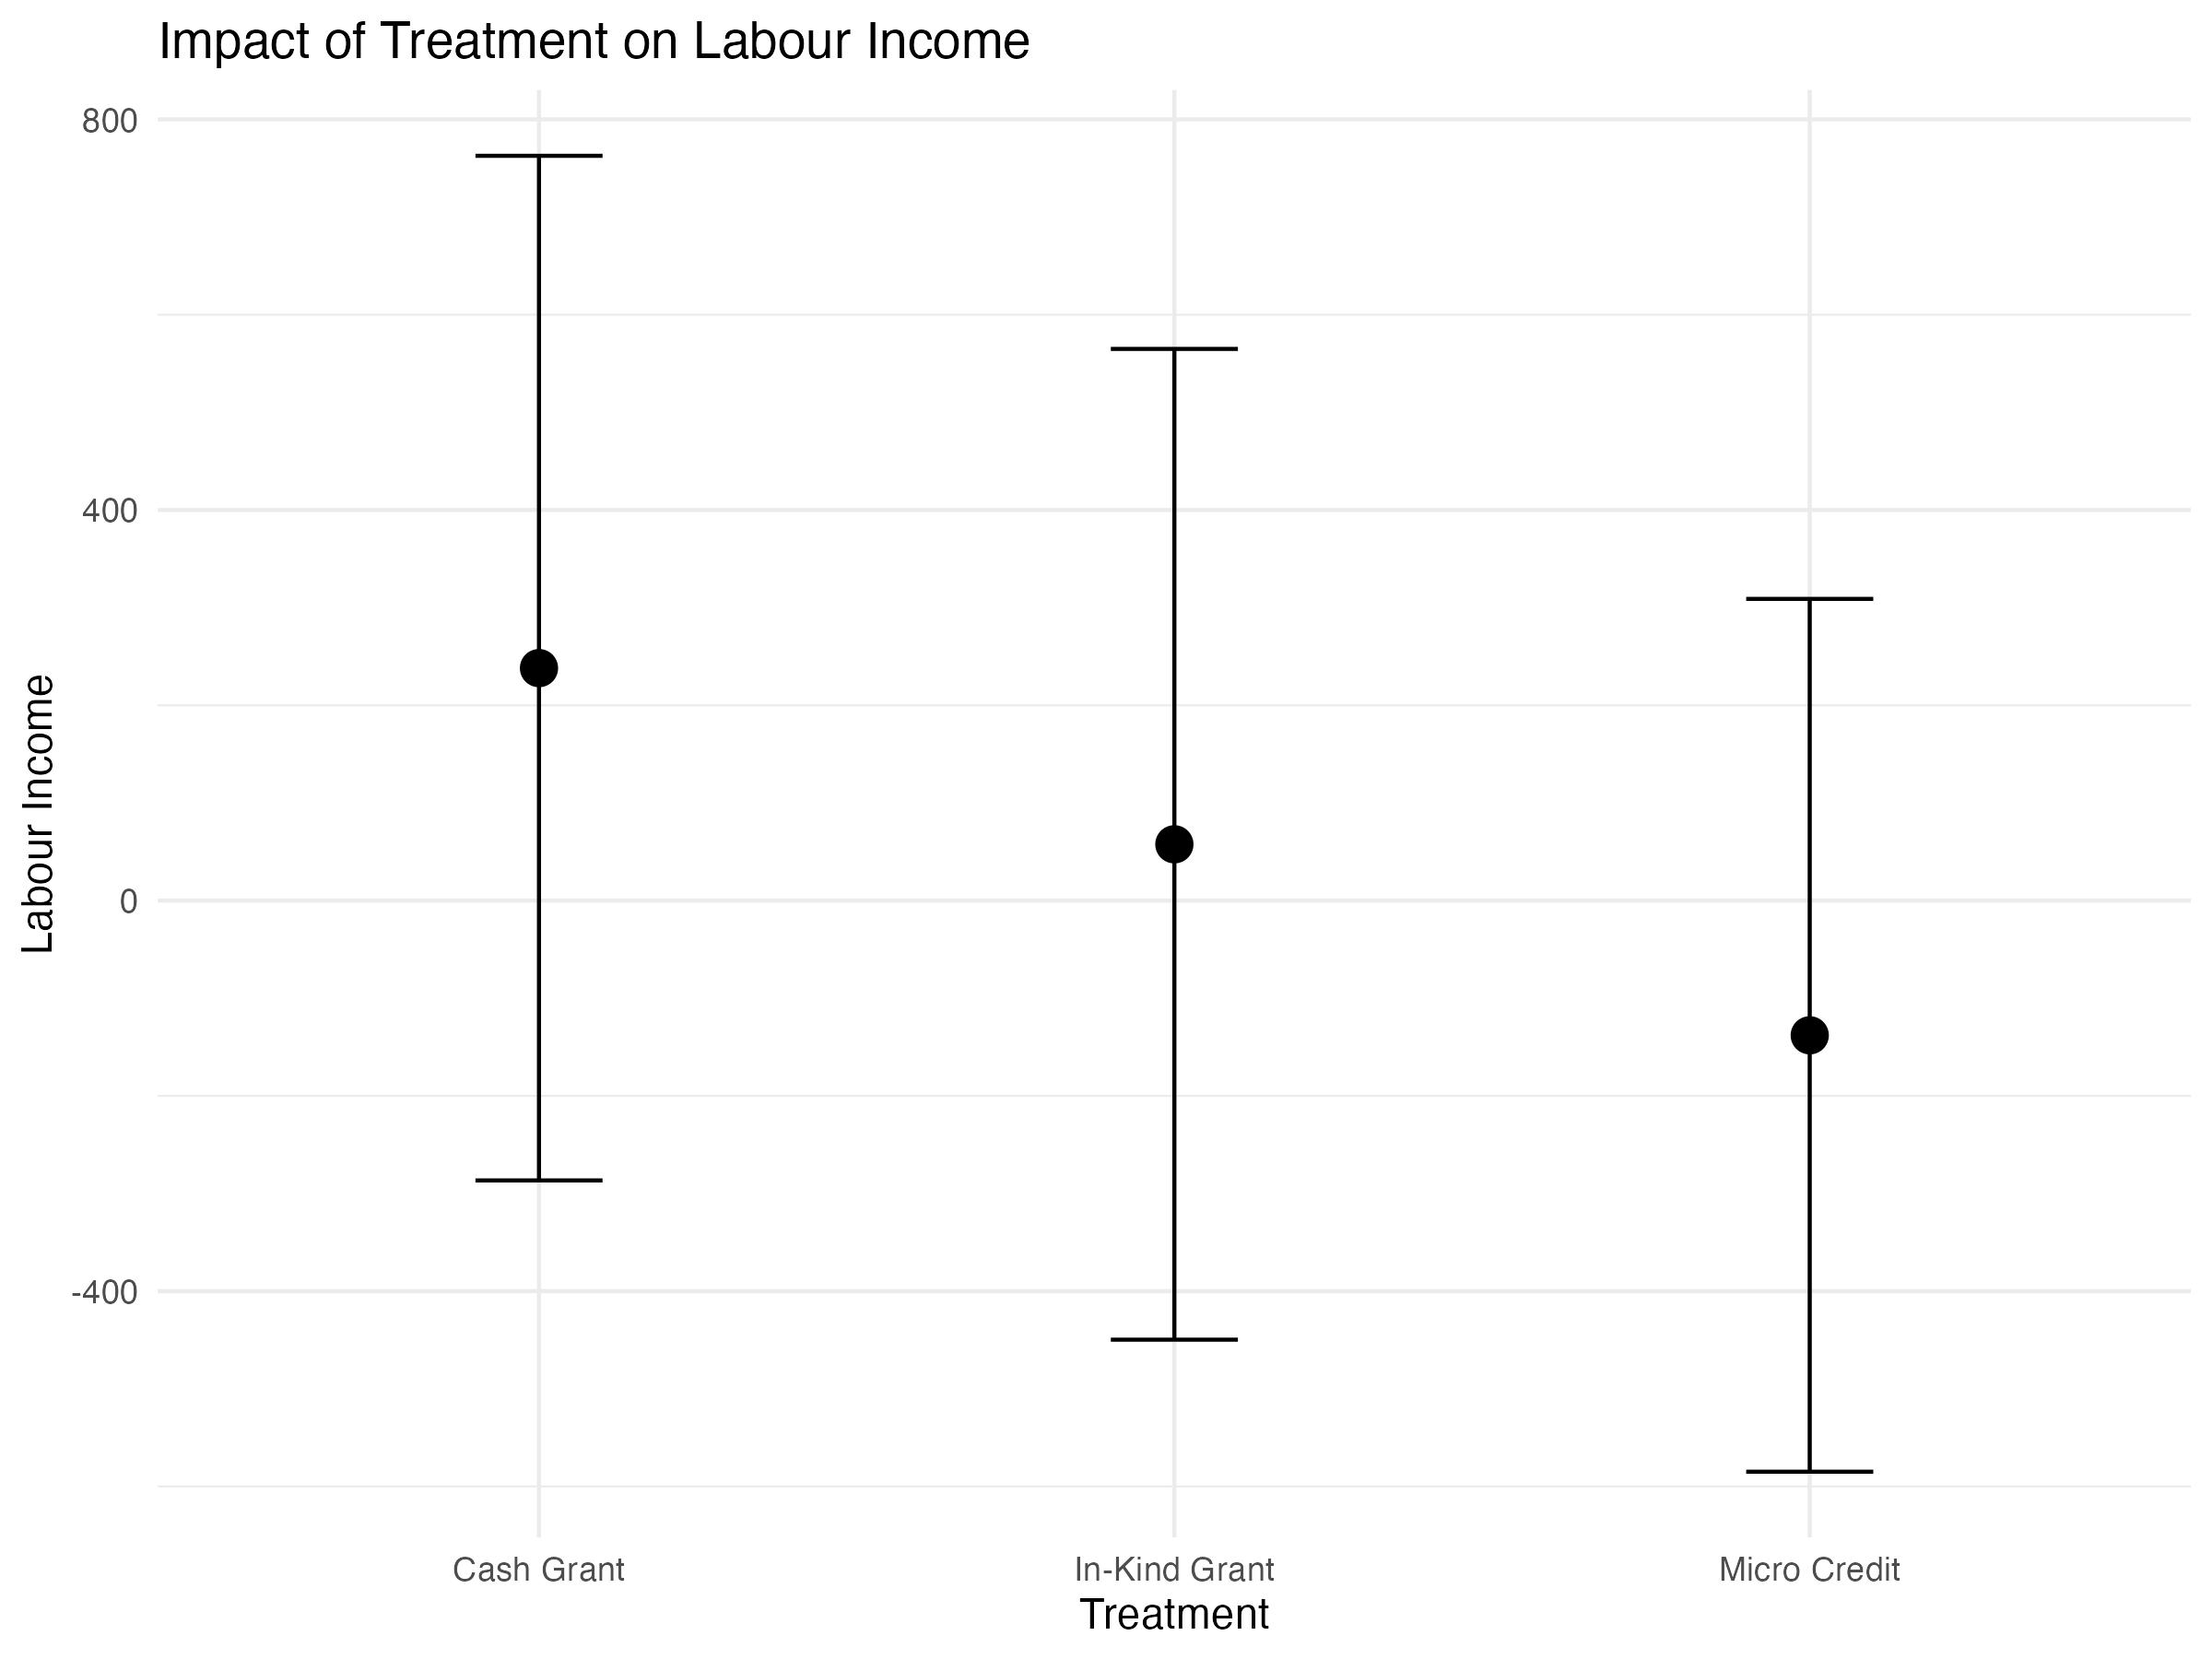 Impact of Treatment on Labour Income
800
400
0
-400
Labour Income
Cash Grant
In-Kind Grant
Micro Credit
Treatment